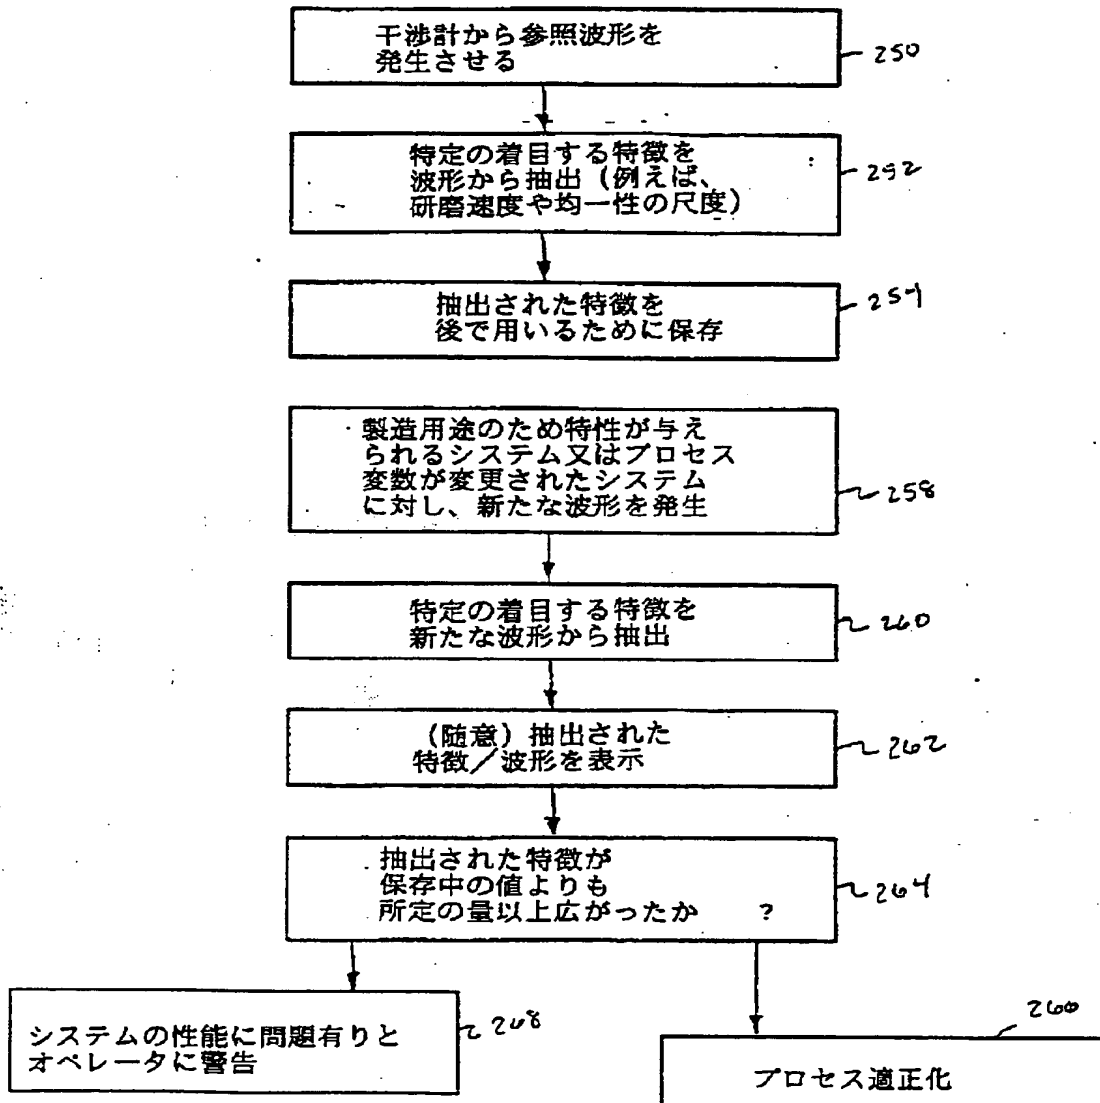 干渉計から参照波形を
発生させる
250
特定の着目する特徴を
波形から抽出（例えば、
研磨速度や均一性の尺度）
252
抽出された特徴を
後で用いるために保存
254
製造用途のため特性が与え
られるシステム又はプロセス
変数が変更されたシステム
に対し、新たな波形を発生
258
特定の着目する特徴を
新たな波形から抽出
260
（随意）抽出された
特徴／波形を表示
262
抽出された特徴が
保存中の値よりも
所定の量以上広がったか ？
264
システムの性能に問題有りと
オペレータに警告
268
260
プロセス適正化